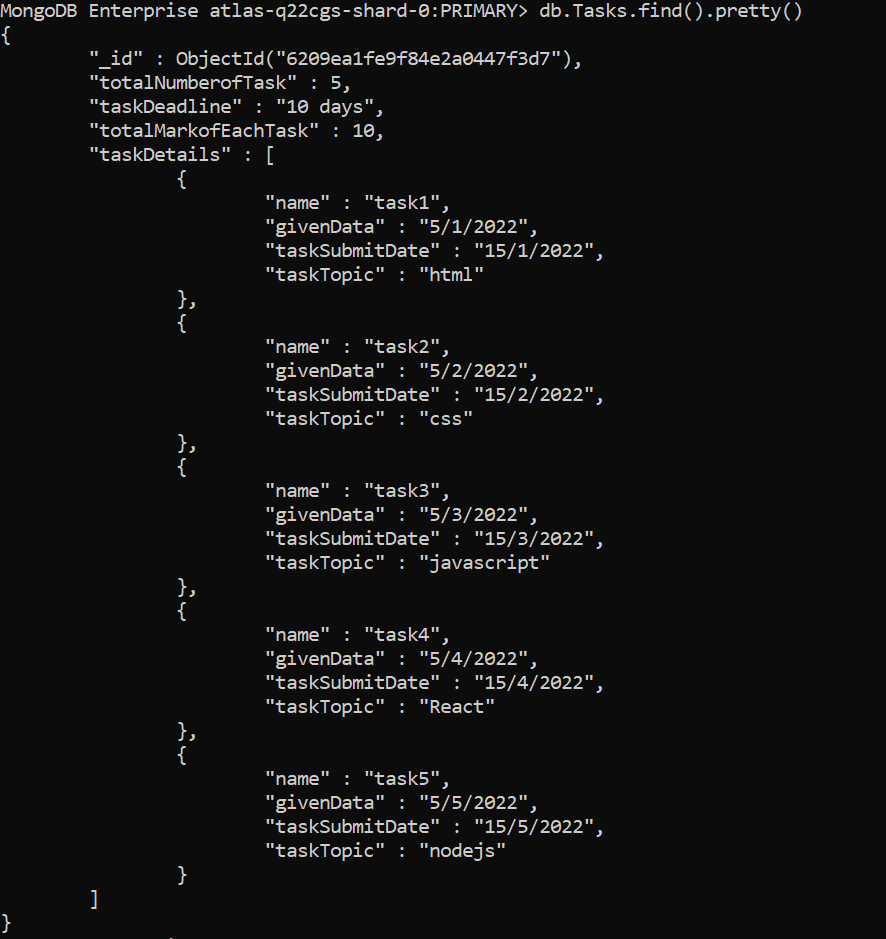 MongoDB Enterprise atlas-q22cgs-shard-0:PRIMARY> db.Tasks.find().pretty()
{
        "_id" : ObjectId("6209ea1fe9f84e2a0447f3d7"),
        "totalNumberofTask" : 5,
        "taskDeadline" : "10 days",
        "totalMarkofEachTask" : 10,
        "taskDetails" : [
                {
                        "name" : "task1",
                        "givenData" : "5/1/2022",
                        "taskSubmitDate" : "15/1/2022",
                        "taskTopic" : "html"
                },
                {
                        "name" : "task2",
                        "givenData" : "5/2/2022",
                        "taskSubmitDate" : "15/2/2022",
                        "taskTopic" : "css"
                },
                {
                        "name" : "task3",
                        "givenData" : "5/3/2022",
                        "taskSubmitDate" : "15/3/2022",
                        "taskTopic" : "javascript"
                },
                {
                        "name" : "task4",
                        "givenData" : "5/4/2022",
                        "taskSubmitDate" : "15/4/2022",
                        "taskTopic" : "React"
                },
                {
                        "name" : "task5",
                        "givenData" : "5/5/2022",
                        "taskSubmitDate" : "15/5/2022",
                        "taskTopic" : "nodejs"
                }
        ]
}